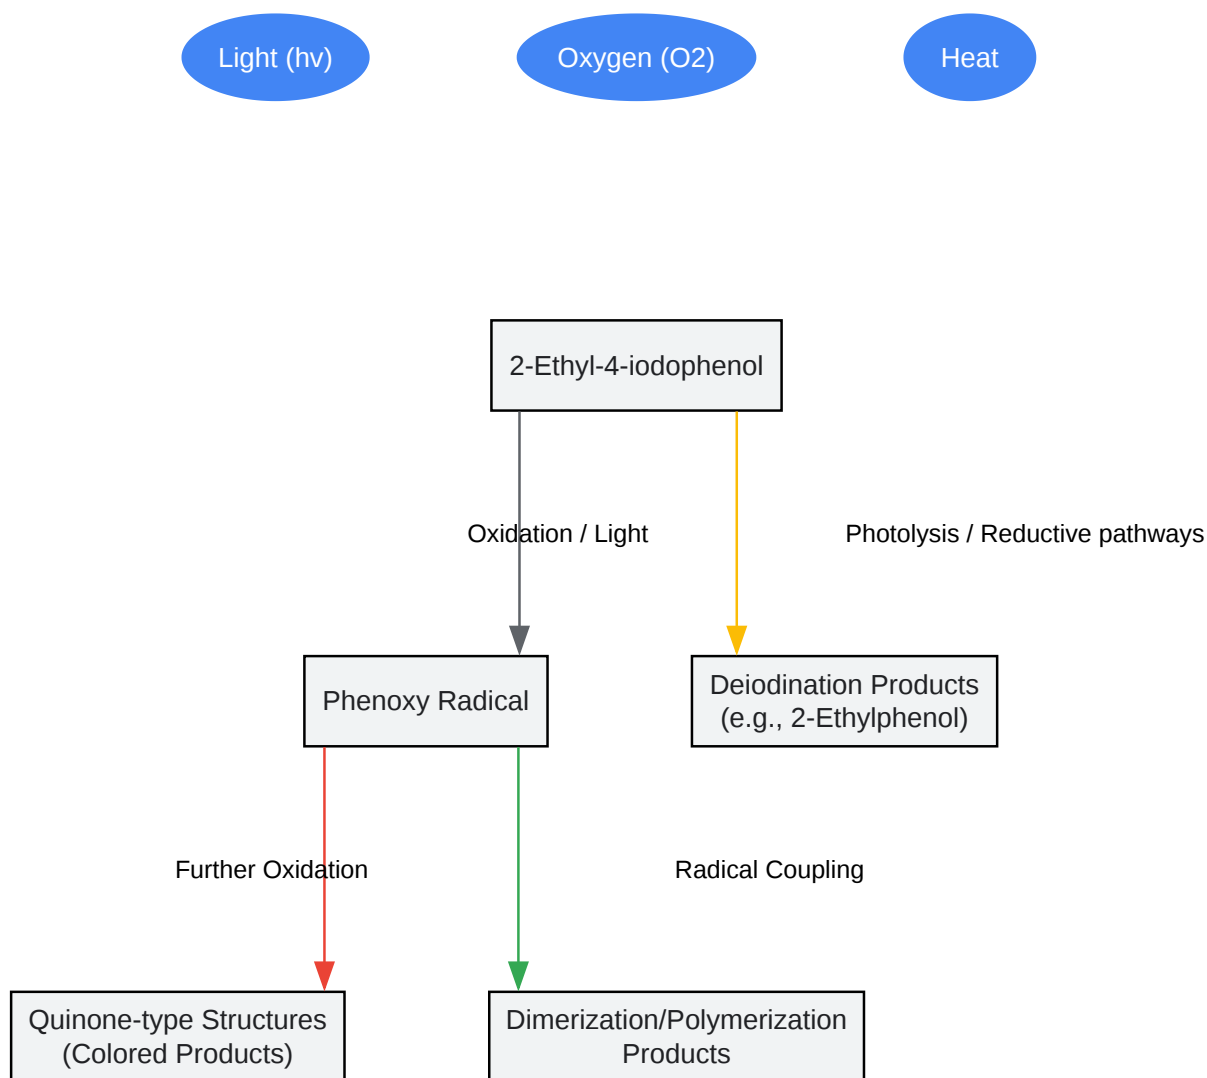 Light (hv)
Oxygen (O2)
Heat
2-Ethyl-4-iodophenol
Oxidation / Light
Photolysis / Reductive pathways
Phenoxy Radical
Deiodination Products
(e.g., 2-Ethylphenol)
Further Oxidation
Radical Coupling
Quinone-type Structures
(Colored Products)
Dimerization/Polymerization
Products